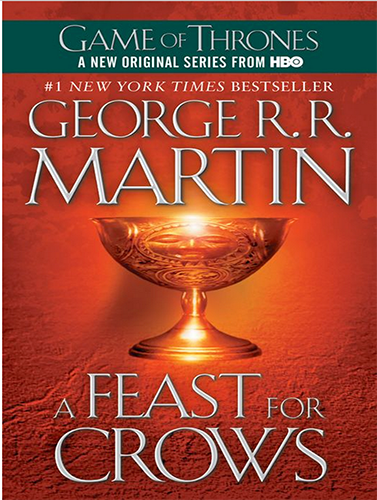 GAME OF THRONES
A NEW ORIGINAL SERIES FROM HBO
#1 NEW YORK TIMES BESTSELLER
GEORGE R. R.
MARTIN
A FEAST FOR
CROWS